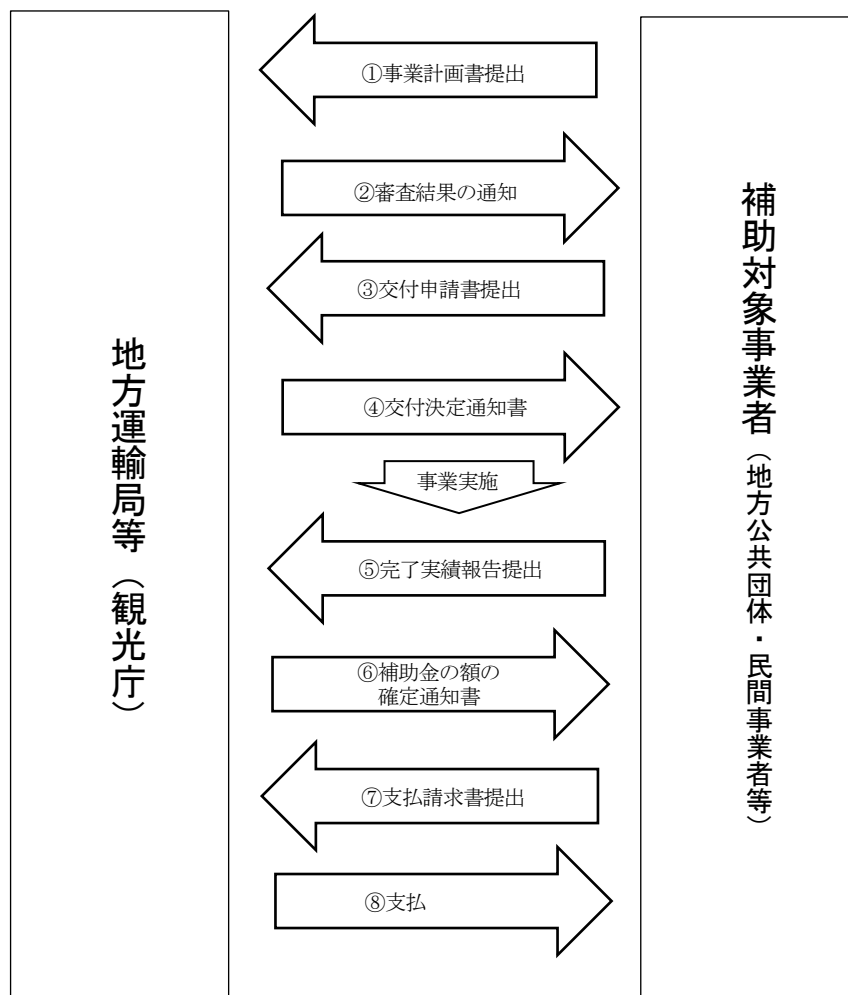 地方運輸局等（観光庁）
①事業計画書提出
②審査結果の通知
③交付申請書提出
④交付決定通知書
事業実施
⑤完了実績報告提出
⑥補助金の額の
確定通知書
⑦支払請求書提出
⑧支払
補助対象事業者（地方公共団体・民間事業者等）